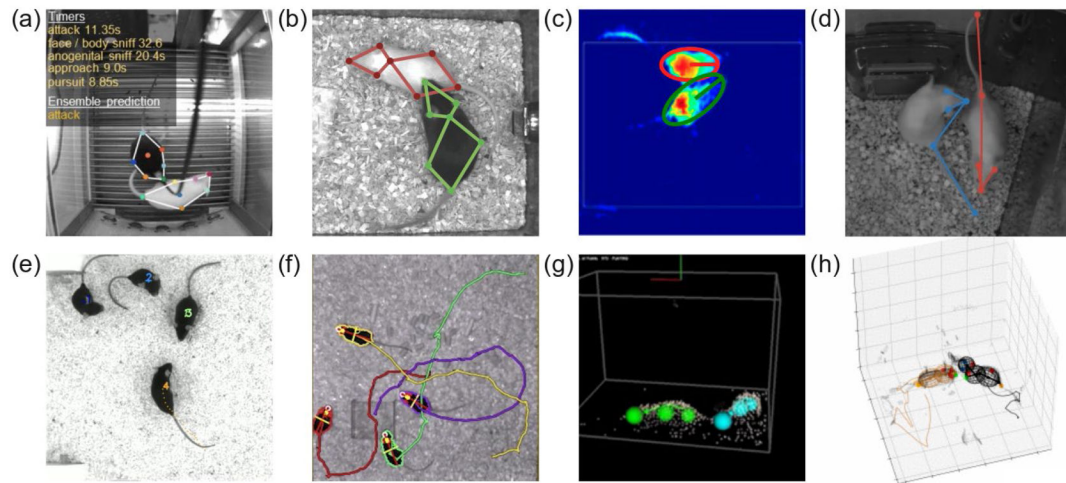 (a)
Timers
attack 11.35s
face / body sniff 32.6
anogenital sniff 20.4s
approach 9.0s
pursuit 8.85s
Ensemble prediction
attack
(b)
(c)
(d)
(e)
1
2
13
4
(f)
(g)
(h)